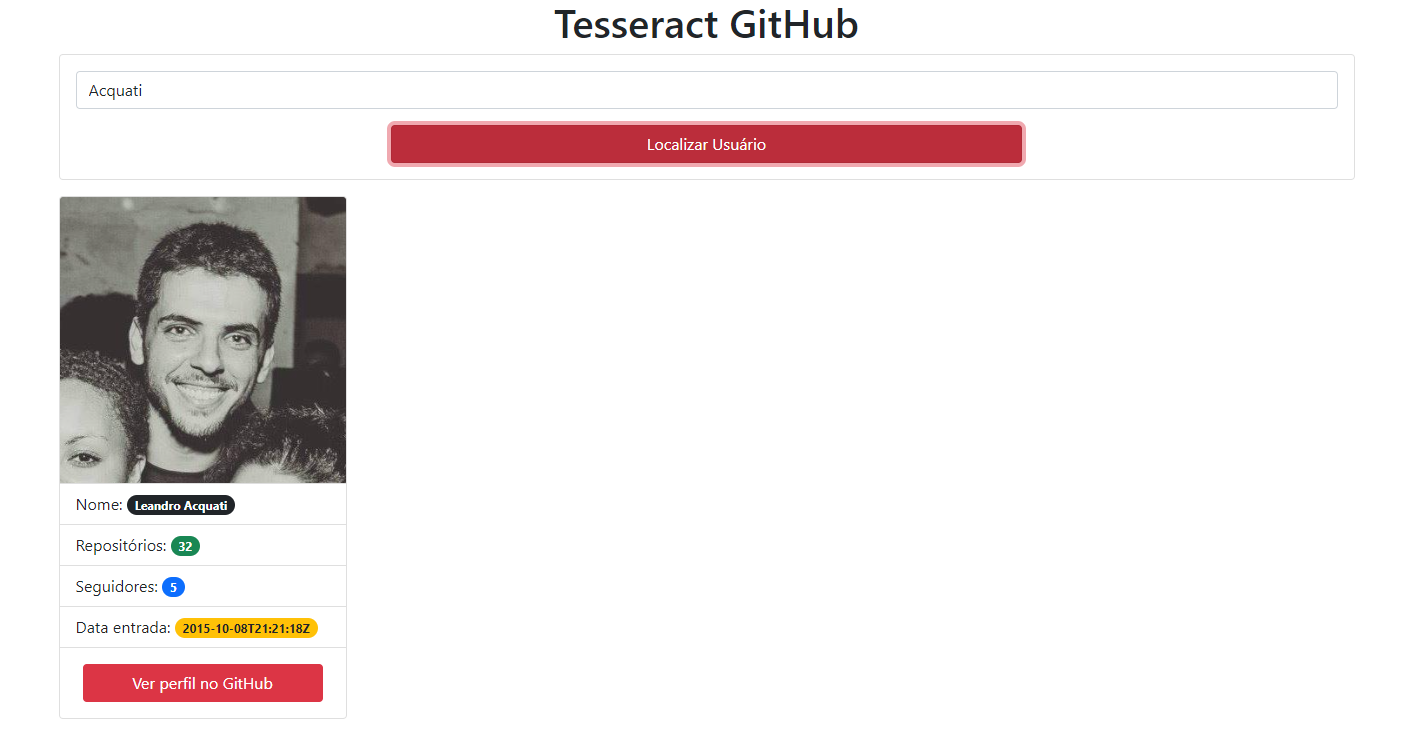 Tesseract GitHub
Acquati
Localizar Usuário
Nome: Leandro Acquati
Repositórios: 32
Seguidores: 5
Data entrada: 2015-10-08T21:21:18Z
Ver perfil no GitHub